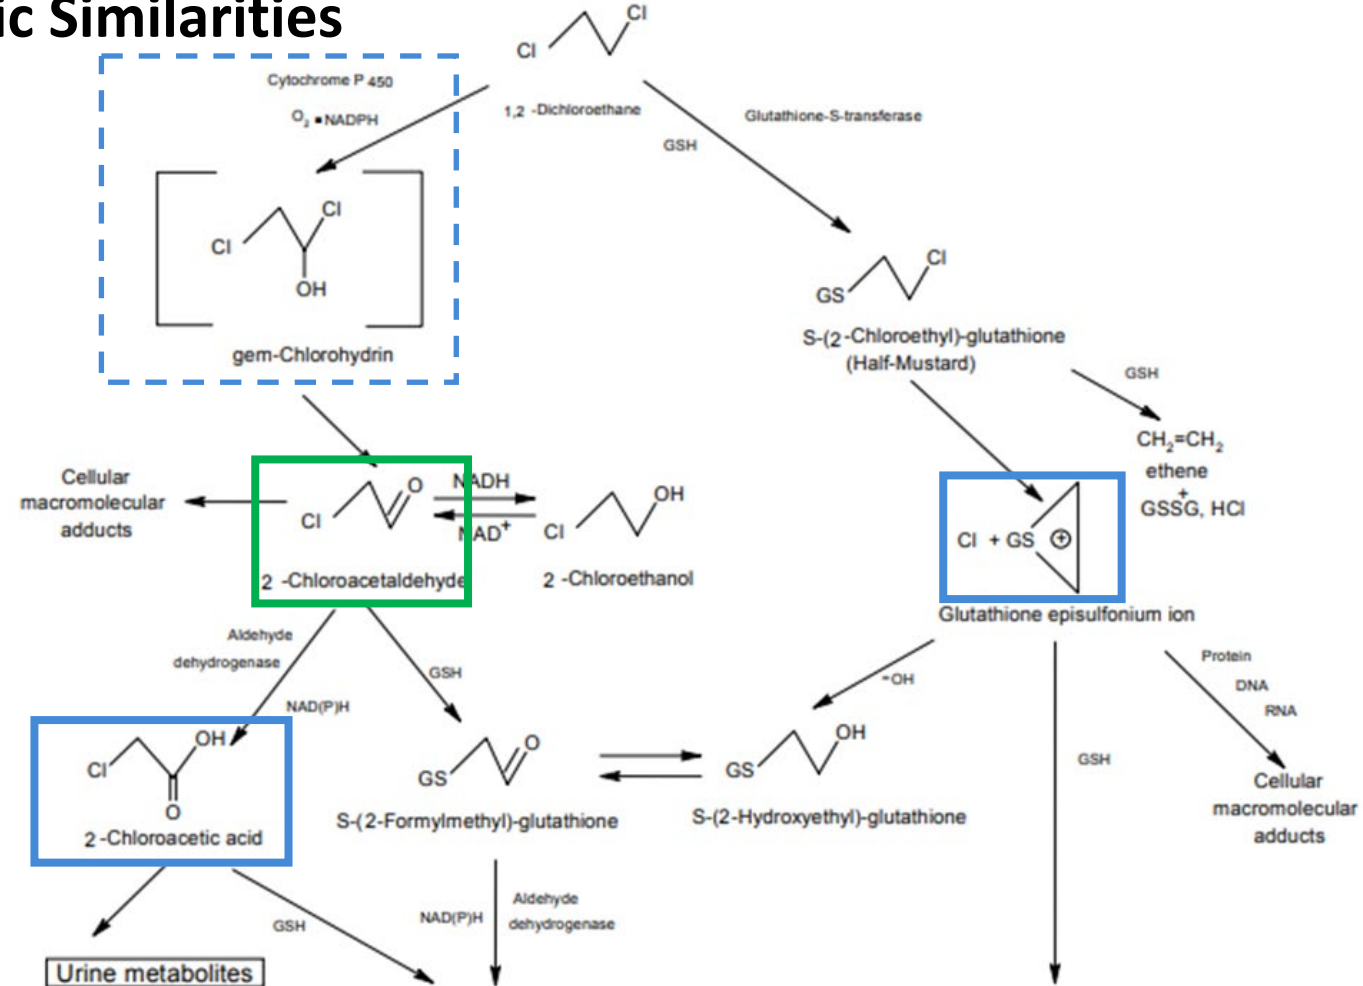 ic Similarities
Cl
Cl
1,2 -Dichloroethane
Cytochrome P 450
O2 ▪NADPH
Glutathione-S-transferase
GSH
Cl
Cl
OH
gem-Chlorohydrin
GS
Cl
S-(2-Chloroethyl)-glutathione
(Half-Mustard)
GSH
CH2=CH2
ethene
+
GSSG, HCl
Cellular
macromolecular
adducts
Cl
O
2 -Chloroacetaldehyde
NADH
NAD+
Cl
OH
2 -Chloroethanol
Cl + GS ⊕
Glutathione episulfonium ion
Aldehyde
dehydrogenase
NAD(P)H
GSH
-OH
GSH
Protein
DNA
RNA
Cellular
macromolecular
adducts
Cl
OH
O
2-Chloroacetic acid
GS
O
S-(2-Formylmethyl)-glutathione
GS
OH
S-(2-Hydroxyethyl)-glutathione
GSH
NAD(P)H
Aldehyde
dehydrogenase
Urine metabolites